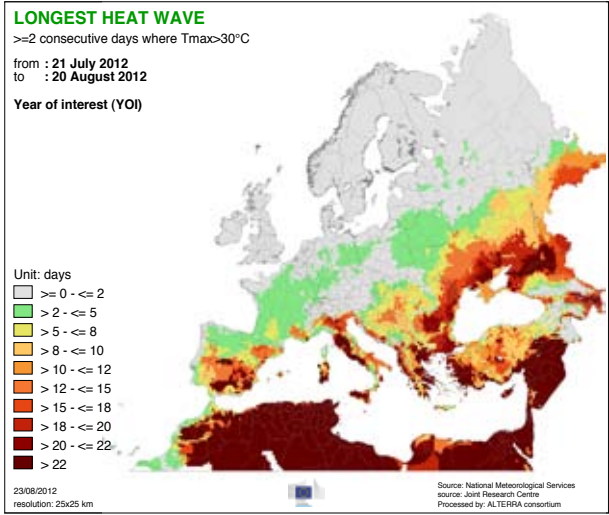 LONGEST HEAT WAVE
>=2 consecutive days where Tmax>30°C
from : 21 July 2012
to : 20 August 2012
Year of interest (YOI)
Unit: days
>= 0 - <= 2
> 2 - <= 5
> 5 - <= 8
> 8 - <= 10
> 10 - <= 12
> 12 - <= 15
> 15 - <= 18
> 18 - <= 20
> 20 - <= 22
> 22
23/08/2012
resolution: 25x25 km
Source: National Meteorological Services
source: Joint Research Centre
Processed by: ALTERRA consortium